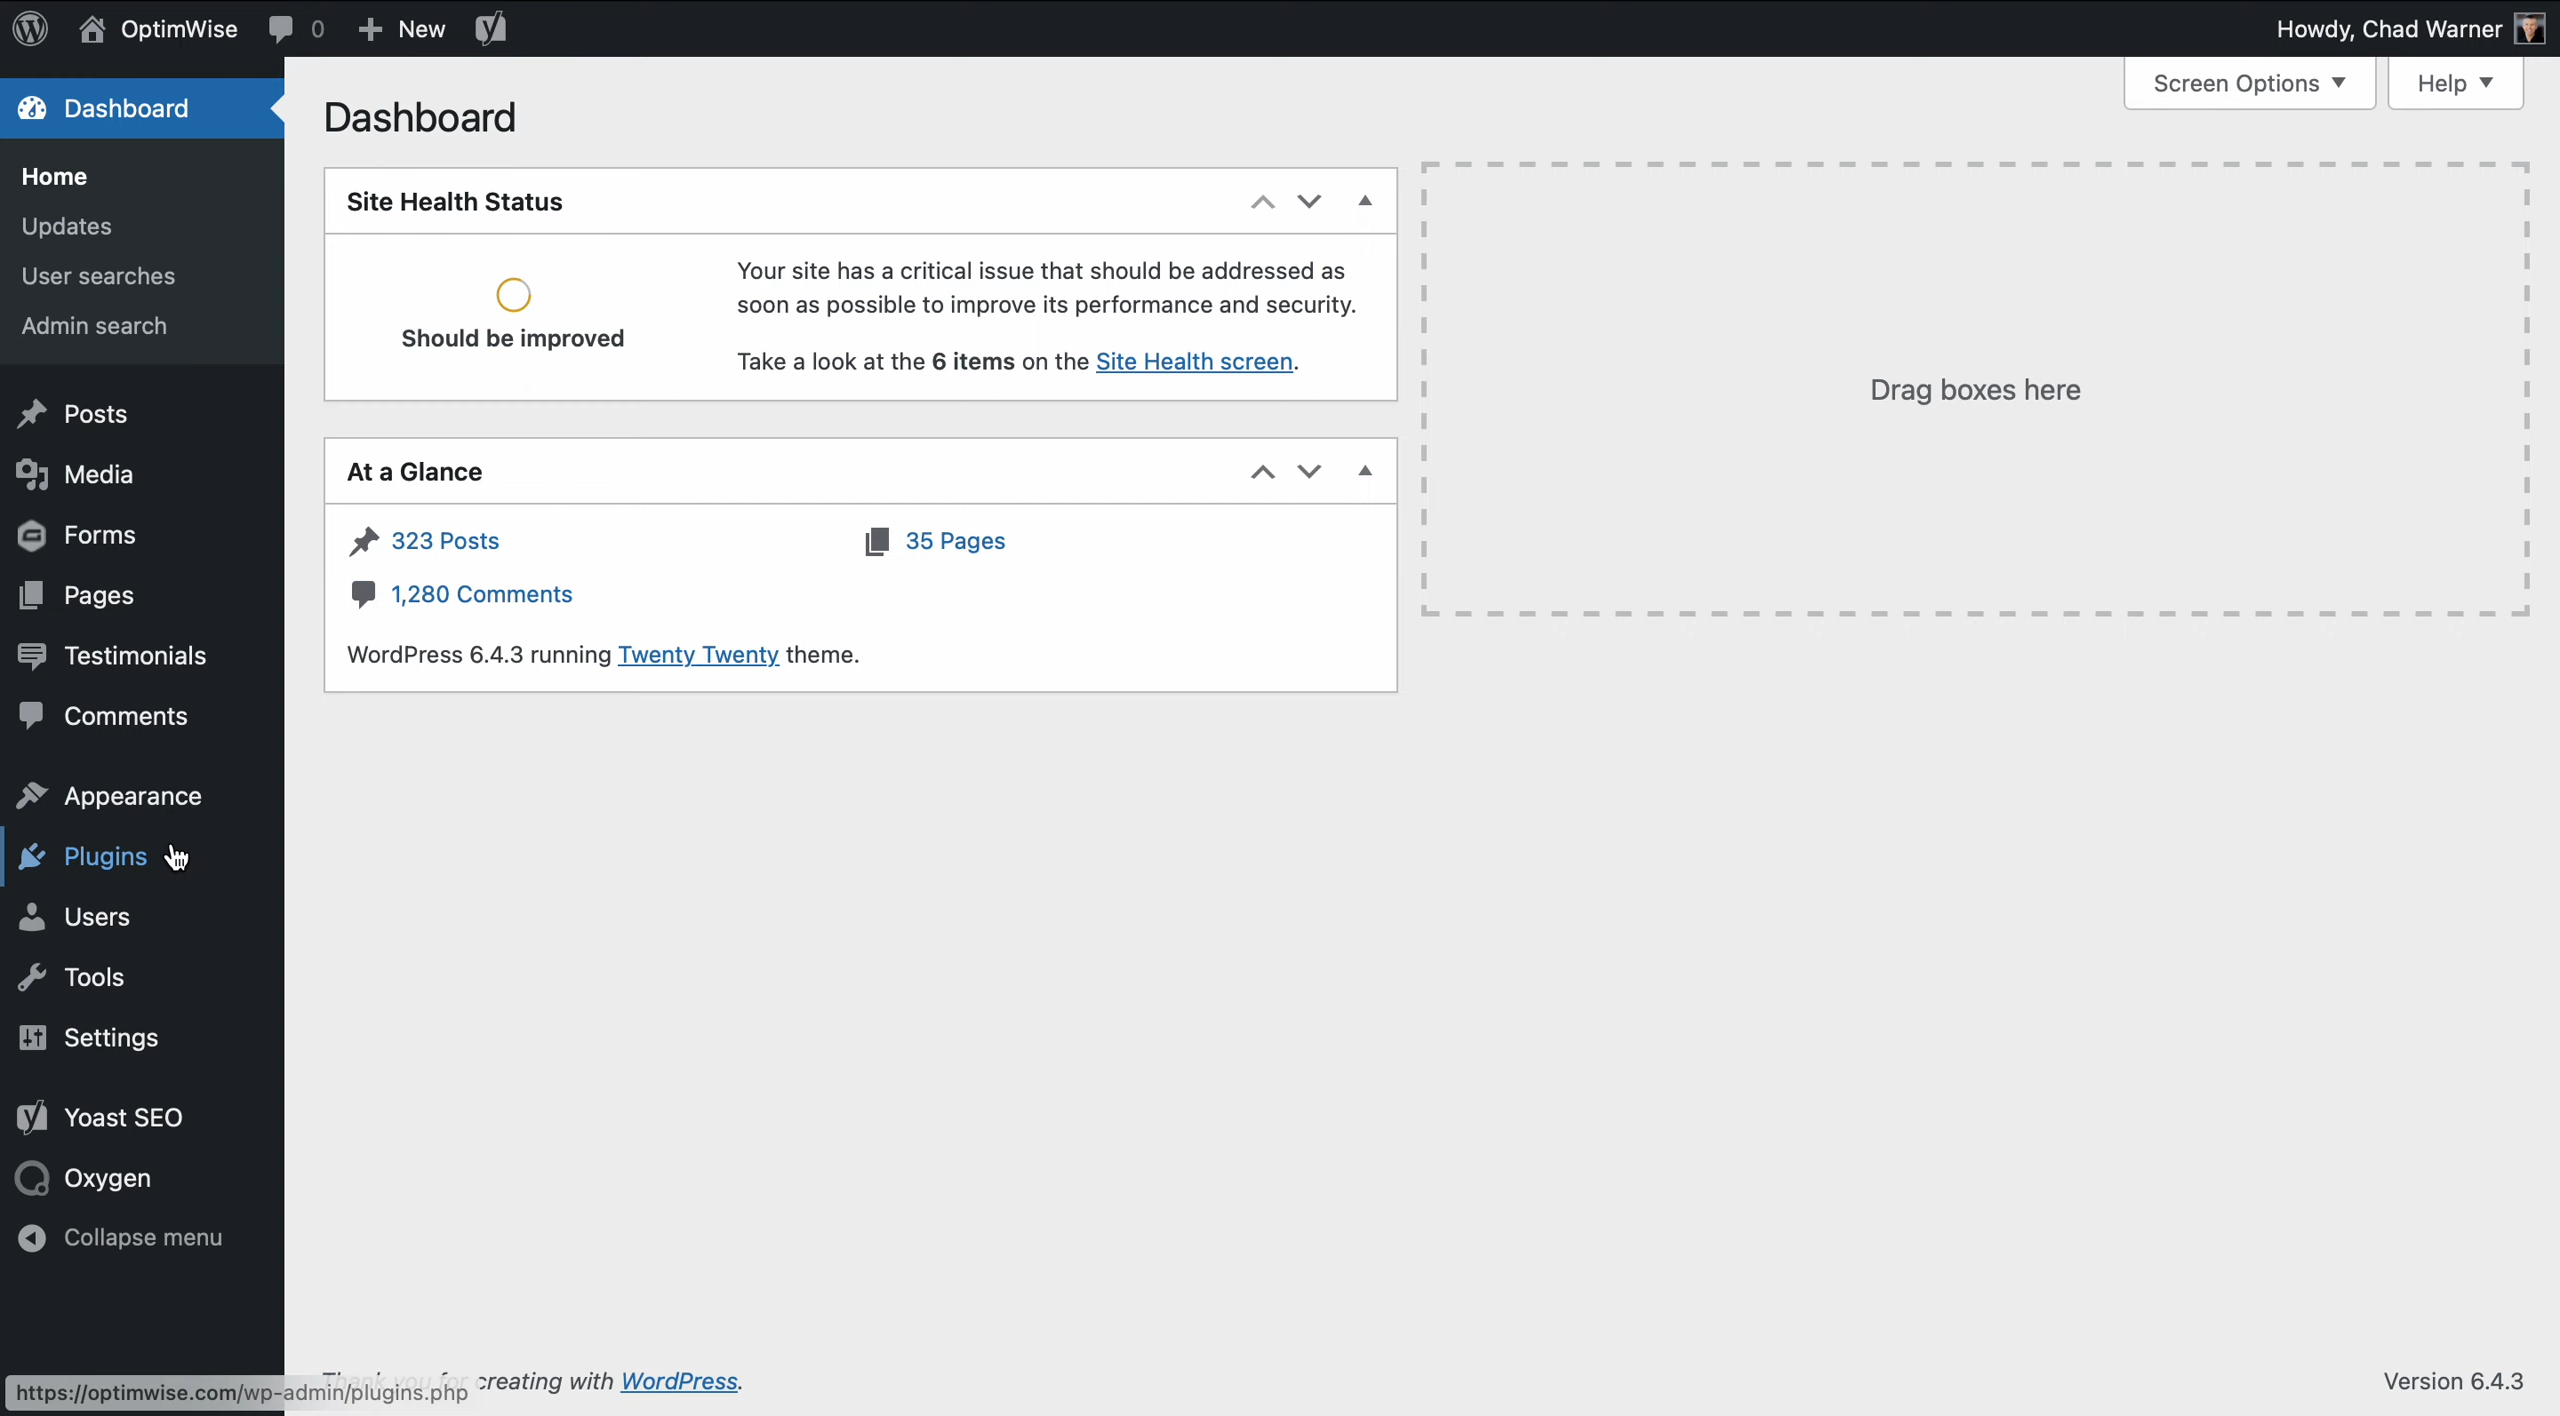 OptimWise
0
New
Howdy, Chad Warner
Dashboard
Home
Updates
User searches
Admin search
Posts
Media
Forms
Pages
Testimonials
Comments
Appearance
Plugins
Users
Tools
Settings
Yoast SEO
Oxygen
Collapse menu
Screen Options
Help
Dashboard
Site Health Status
Should be improved
Your site has a critical issue that should be addressed as
soon as possible to improve its performance and security.
Take a look at the 6 items on the Site Health screen.
At a Glance
323 Posts
35 Pages
1,280 Comments
WordPress 6.4.3 running Twenty Twenty theme.
Drag boxes here
Thank you for creating with WordPress.
Version 6.4.3
https://optimwise.com/wp-admin/plugins.php